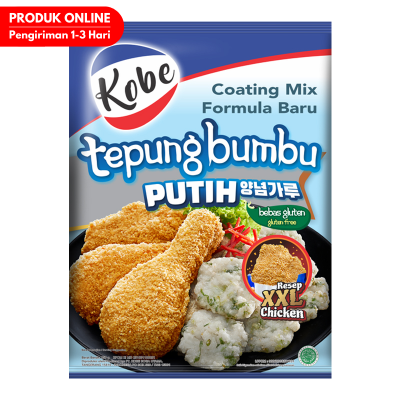 PRODUK ONLINE
Pengiriman 1-3 Hari
Kobe
Coating Mix
Formula Baru
tepung bumbu
PUTIH 양념가루
bebas gluten
gluten free
Resep
XXL
Chicken